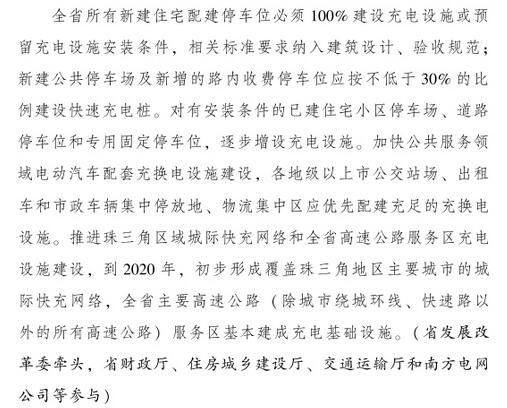 全省所有新建住宅配建停车位必须 100% 建设充电设施或预
留充电设施安装条件，相关标准要求纳入建筑设计、验收规范；
新建公共停车场及新增的路内收费停车位应按不低于 30% 的比
例建设快速充电桩。对有安装条件的已建住宅小区停车场、道路
停车位和专用固定停车位，逐步增设充电设施。加快公共服务领
域电动汽车配套充换电设施建设，各地级以上市公交站场、出租
车和市政车辆集中停放地、物流集中区应优先配建充足的充换电
设施。推进珠三角区域城际快充网络和全省高速公路服务区充电
设施建设，到 2020 年，初步形成覆盖珠三角地区主要城市的城
际快充网络，全省主要高速公路（除城市绕城环线、快速路以
外的所有高速公路）服务区基本建成充电基础设施。（省发展改
革委牵头，省财政厅、住房城乡建设厅、交通运输厅和南方电网
公司等参与）